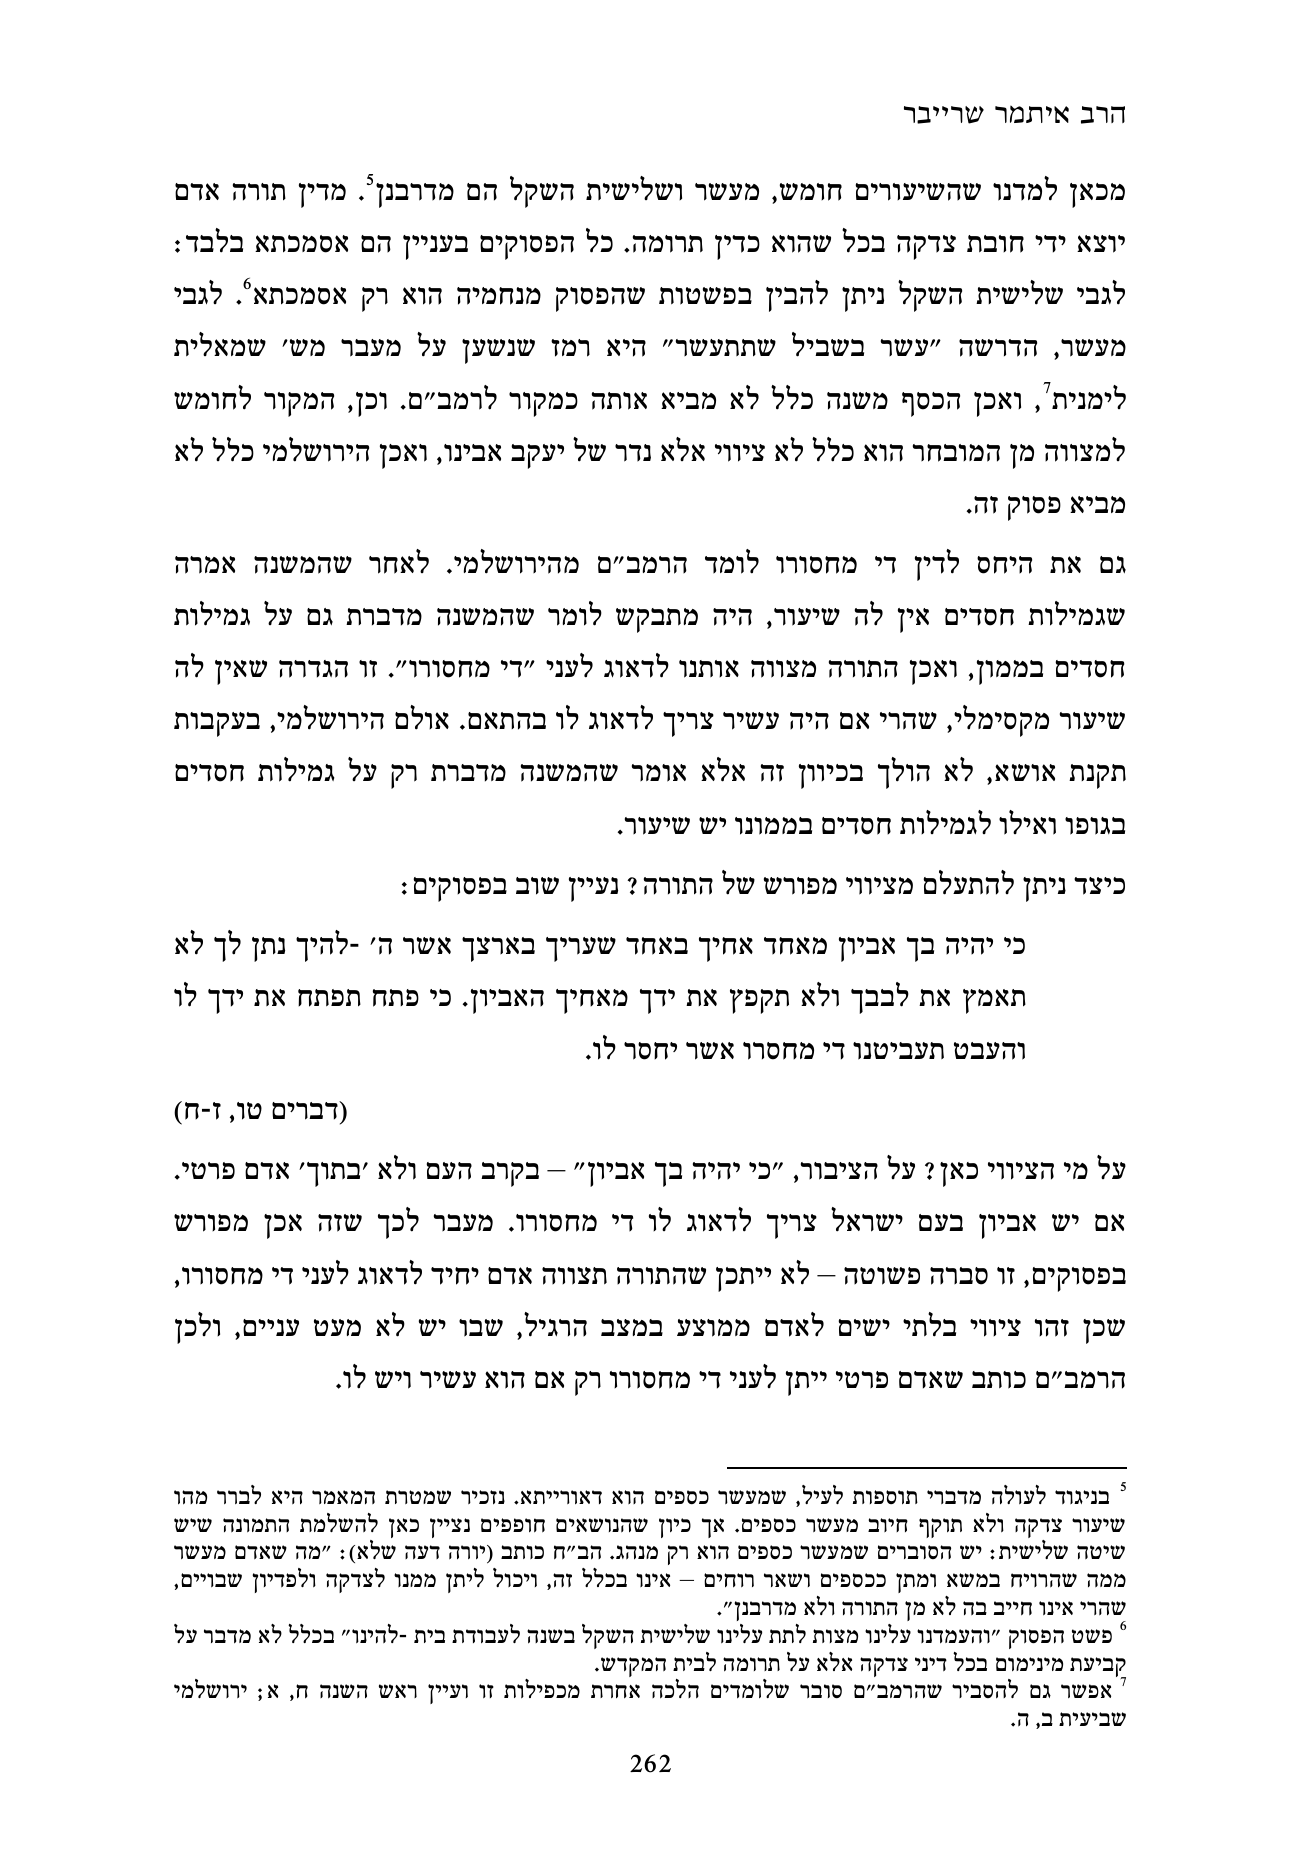 הרב איתמר שרייבר
מכאן למדנו שהשיעורים חומש, מעשר ושלישית השקל הם מדרבנן5. מדין תורה אדם
יוצא ידי חובת צדקה בכל שהוא כדין תרומה. כל הפסוקים בעניין הם אסמכתא בלבד:
לגבי שלישית השקל ניתן להבין בפשטות שהפסוק מנחמיה הוא רק אסמכתא6. לגבי
מעשר, הדרשה "עשר בשביל שתתעשר" היא רמז שנשען על מעבר מש' שמאלית
לימנית7, ואכן הכסף משנה כלל לא מביא אותה כמקור לרמב"ם. וכן, המקור לחומש
למצווה מן המובחר הוא כלל לא ציווי אלא נדר של יעקב אבינו, ואכן הירושלמי כלל לא
מביא פסוק זה.
גם את היחס לדין די מחסורו לומד הרמב"ם מהירושלמי. לאחר שהמשנה אמרה
שגמילות חסדים אין לה שיעור, היה מתבקש לומר שהמשנה מדברת גם על גמילות
חסדים בממון, ואכן התורה מצווה אותנו לדאוג לעני "די מחסורו". זו הגדרה שאין לה
שיעור מקסימלי, שהרי אם היה עשיר צריך לדאוג לו בהתאם. אולם הירושלמי, בעקבות
תקנת אושא, לא הולך בכיוון זה אלא אומר שהמשנה מדברת רק על גמילות חסדים
בגופו ואילו לגמילות חסדים בממונו יש שיעור.
כיצד ניתן להתעלם מציווי מפורש של התורה? נעיין שוב בפסוקים:
כי יהיה בך אביון מאחד אחיך באחד שעריך בארצך אשר ה' -להיך נתן לך לא
תאמץ את לבבך ולא תקפץ את ידך מאחיך האביון. כי פתח תפתח את ידך לו
והעבט תעביטנו די מחסרו אשר יחסר לו.
(דברים טו, ז-ח)
על מי הציווי כאן? על הציבור, "כי יהיה בך אביון" – בקרב העם ולא 'בתוך' אדם פרטי.
אם יש אביון בעם ישראל צריך לדאוג לו די מחסורו. מעבר לכך שזה אכן מפורש
בפסוקים, זו סברה פשוטה – לא ייתכן שהתורה תצווה אדם יחיד לדאוג לעני די מחסורו,
שכן זהו ציווי בלתי ישים לאדם ממוצע במצב הרגיל, שבו יש לא מעט עניים, ולכן
הרמב"ם כותב שאדם פרטי ייתן לעני די מחסורו רק אם הוא עשיר ויש לו.
5 בניגוד לעולה מדברי תוספות לעיל, שמעשר כספים הוא דאורייתא. נזכיר שמטרת המאמר היא לברר מהו
שיעור צדקה ולא תוקף חיוב מעשר כספים. אך כיון שהנושאים חופפים נציין כאן להשלמת התמונה שיש
שיטה שלישית: יש הסוברים שמעשר כספים הוא רק מנהג. הב"ח כותב (יורה דעה שלא): "מה שאדם מעשר
ממה שהרויח במשא ומתן ככספים ושאר רוחים – אינו בכלל זה, ויכול ליתן ממנו לצדקה ולפדיון שבויים,
שהרי אינו חייב בה לא מן התורה ולא מדרבנן".
6 פשט הפסוק "והעמדנו עלינו מצות לתת עלינו שלישית השקל בשנה לעבודת בית -להינו" בכלל לא מדבר על
קביעת מינימום בכל דיני צדקה אלא על תרומה לבית המקדש.
7 אפשר גם להסביר שהרמב"ם סובר שלומדים הלכה אחרת מכפילות זו ועיין ראש השנה ח, א; ירושלמי
שביעית ב, ה.
262